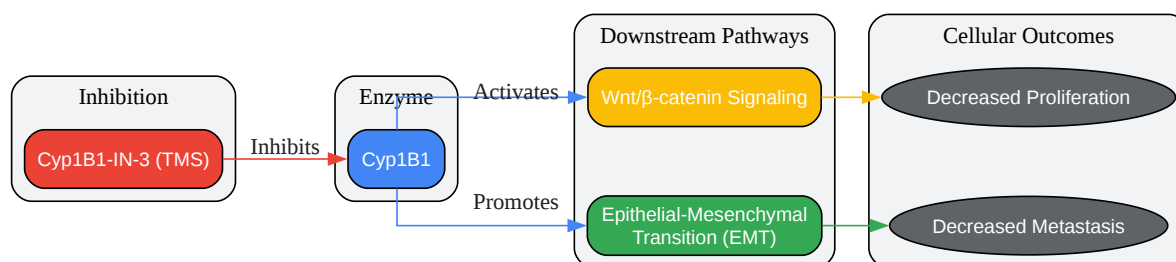 Inhibition
Cyp1B1-IN-3 (TMS)
Inhibits
Enzyme
Cyp1B1
Activates
Promotes
Downstream Pathways
Wnt/β-catenin Signaling
Epithelial-Mesenchymal
Transition (EMT)
Cellular Outcomes
Decreased Proliferation
Decreased Metastasis